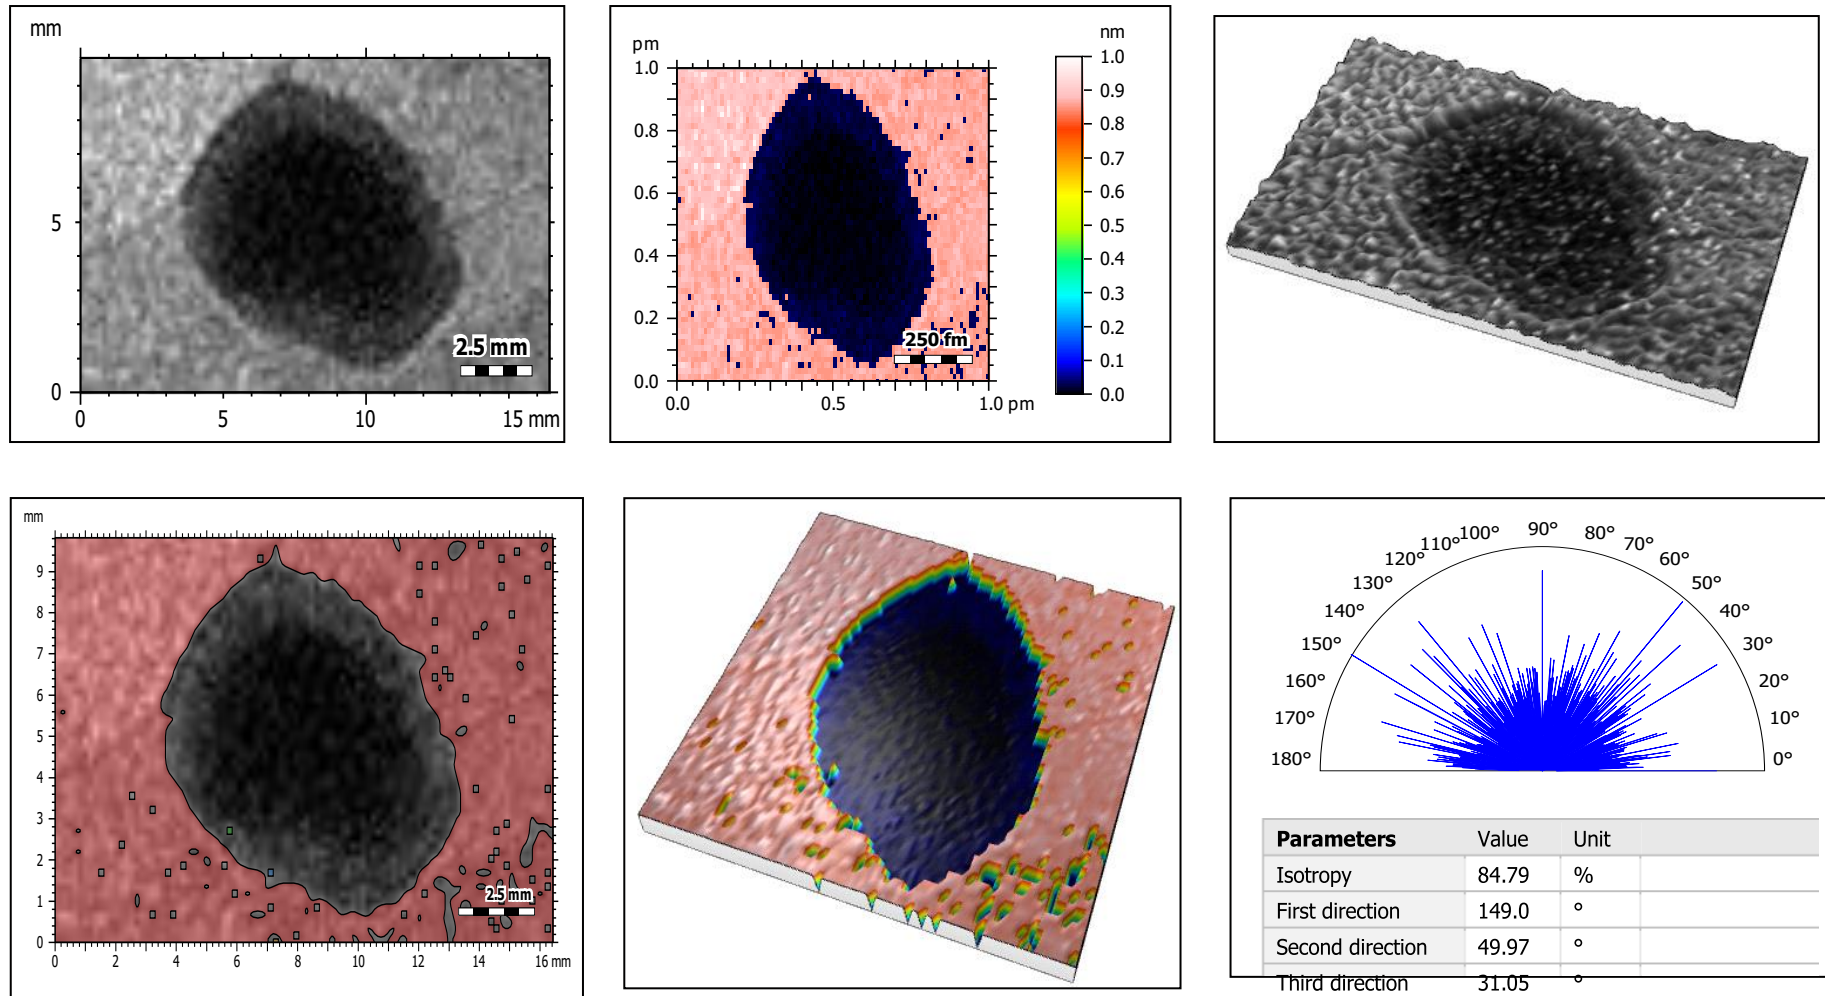 mm
5
0
0 5 10 15 mm
2.5 mm
pm
1.0
0.8
0.6
0.4
0.2
0.0
0.0 0.5 1.0 pm
250 fm
nm
1.0
0.9
0.8
0.7
0.6
0.5
0.4
0.3
0.2
0.1
0.0
mm
9
8
7
6
5
4
3
2
1
0
0 2 4 6 8 10 12 14 16 mm
2.5 mm
180° 170° 160° 150° 140° 130° 120° 110° 100° 90° 80° 70° 60° 50° 40° 30° 20° 10° 0°
Parameters Value Unit
Isotropy 84.79 %
First direction 149.0 °
Second direction 49.97 °
Third direction 31.05 °